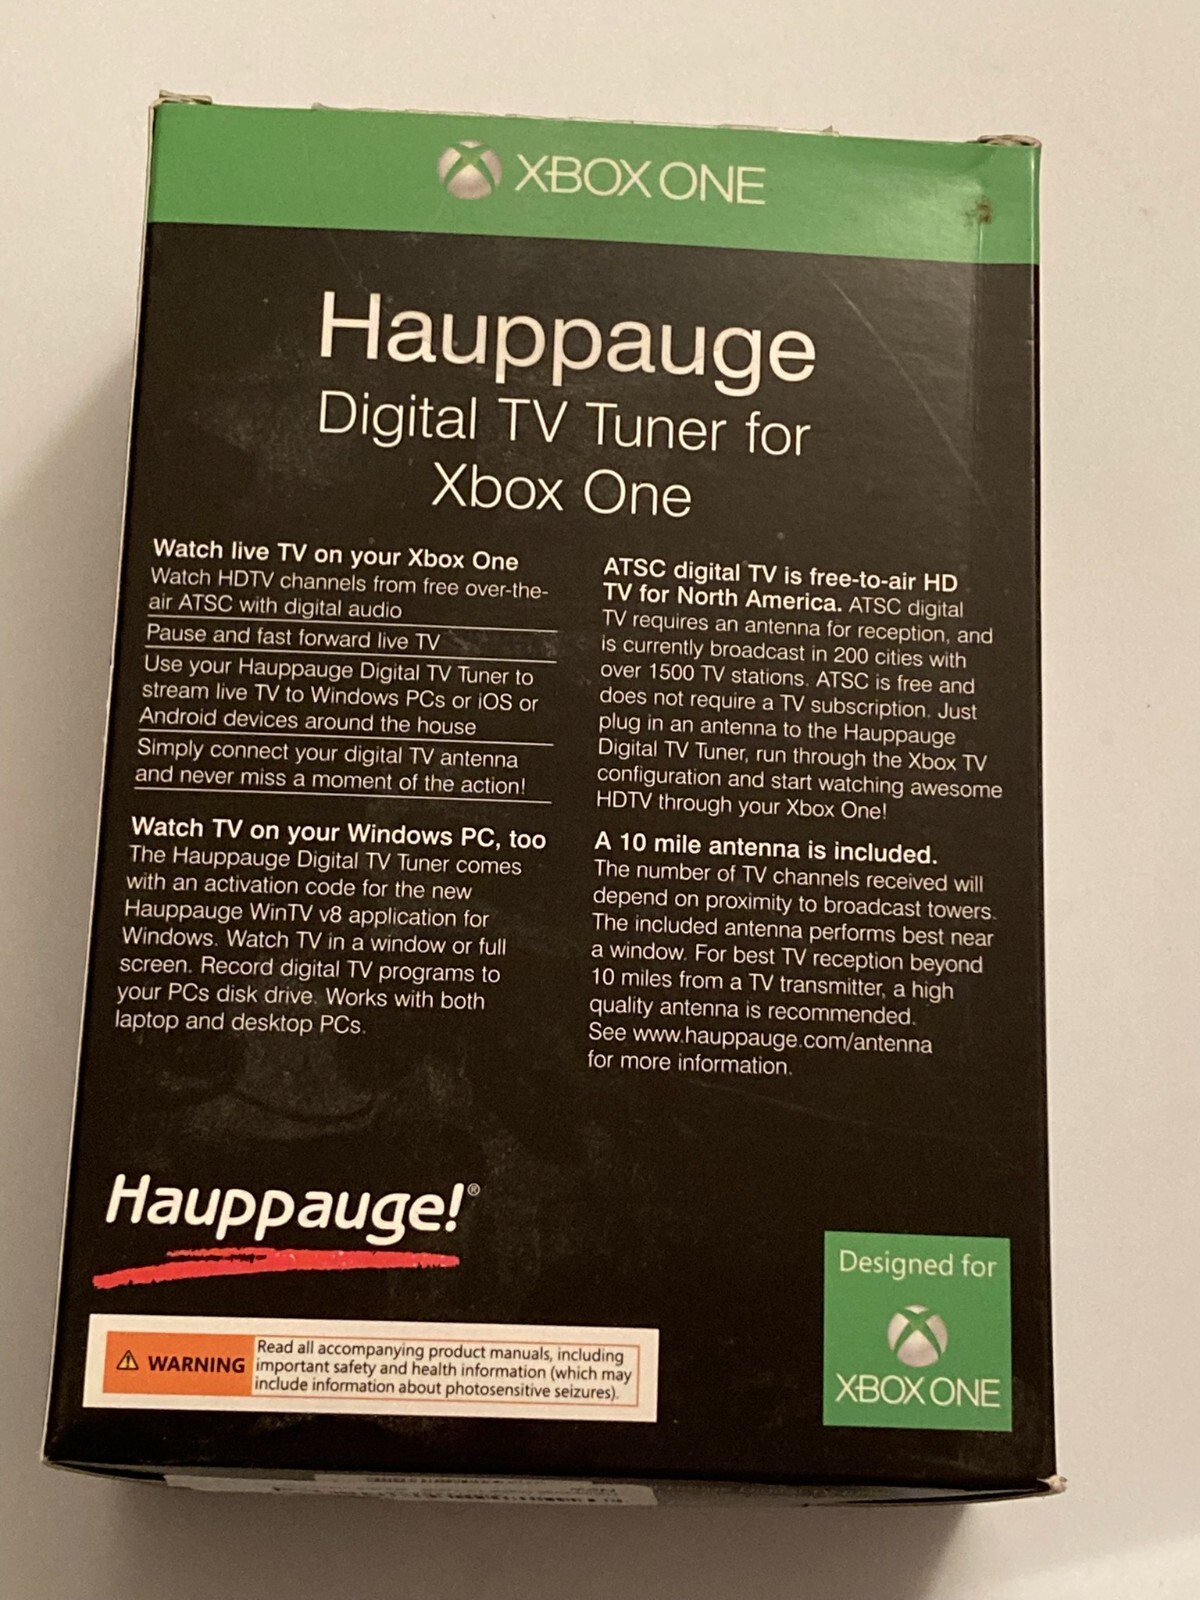 XBOX ONE
Hauppauge
Digital TV Tuner for
Xbox One
Watch live TV on your Xbox One
Watch HDTV channels from free over-the-
air ATSC with digital audio
Pause and fast forward live TV
Use your Hauppauge Digital TV Tuner to
stream live TV to Windows PCs or iOS or
Android devices around the house
Simply connect your digital TV antenna
and never miss a moment of the action!
Watch TV on your Windows PC, too
The Hauppauge Digital TV Tuner comes
with an activation code for the new
Hauppauge WinTV v8 application for
Windows. Watch TV in a window or full
screen. Record digital TV programs to
your PCs disk drive. Works with both
laptop and desktop PCs.
ATSC digital TV is free-to-air HD
TV for North America. ATSC digital
TV requires an antenna for reception, and
is currently broadcast in 200 cities with
over 1500 TV stations. ATSC is free and
does not require a TV subscription. Just
plug in an antenna to the Hauppauge
Digital TV Tuner, run through the Xbox TV
configuration and start watching awesome
HDTV through your Xbox One!
A 10 mile antenna is included.
The number of TV channels received will
depend on proximity to broadcast towers.
The included antenna performs best near
a window. For best TV reception beyond
10 miles from a TV transmitter, a high
quality antenna is recommended.
See www.hauppauge.com/antenna
for more information.
Hauppauge!®
WARNING
Read all accompanying product manuals, including
important safety and health information (which may
include information about photosensitive seizures).
Designed for
XBOX ONE